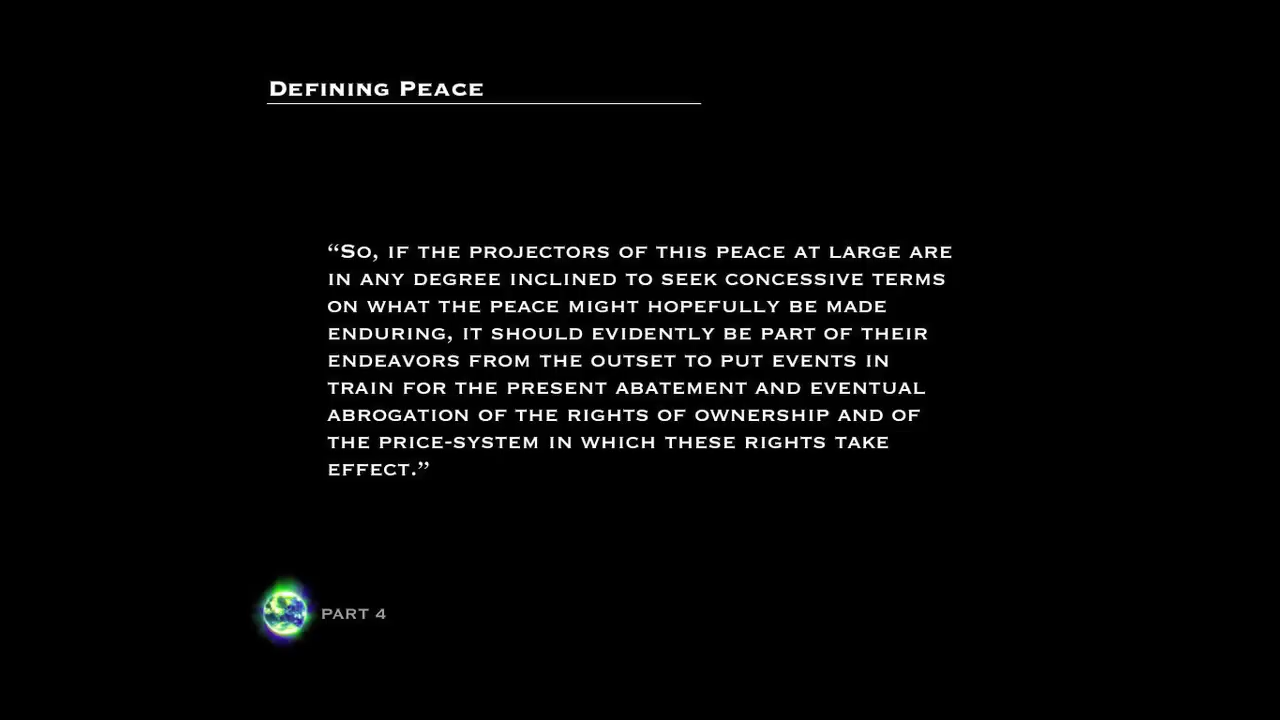 Defining Peace
“So, if the projectors of this peace at large are
in any degree inclined to seek concessive terms
on what the peace might hopefully be made
enduring, it should evidently be part of their
endeavors from the outset to put events in
train for the present abatement and eventual
abrogation of the rights of ownership and of
the price-system in which these rights take
effect.”
PART 4